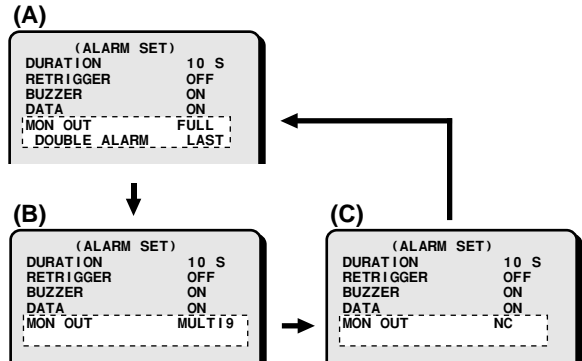 (A)
(ALARM SET)
DURATION 10 S
RETRIGGER OFF
BUZZER ON
DATA ON
MON OUT FULL
DOUBLE ALARM LAST
(B)
(ALARM SET)
DURATION 10 S
RETRIGGER OFF
BUZZER ON
DATA ON
MON OUT MULTI9
(C)
(ALARM SET)
DURATION 10 S
RETRIGGER OFF
BUZZER ON
DATA ON
MON OUT NC